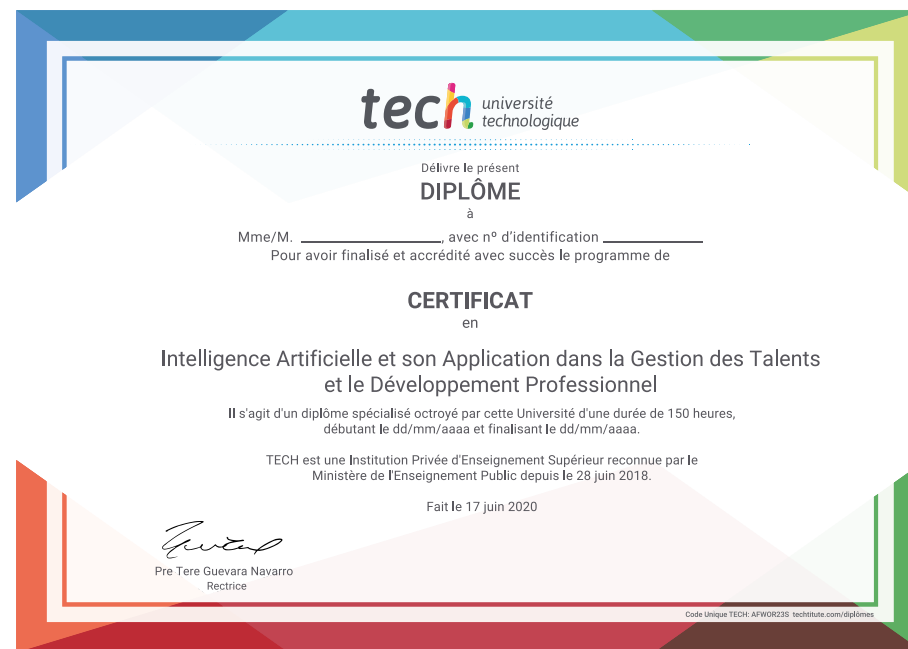 tech université
technologique
Délivre le présent
DIPLÔME
à
Mme/M. ____________________, avec nº d'identification ______________
Pour avoir finalisé et accrédité avec succès le programme de
CERTIFICAT
en
Intelligence Artificielle et son Application dans la Gestion des Talents
et le Développement Professionnel
Il s'agit d'un diplôme spécialisé octroyé par cette Université d'une durée de 150 heures,
débutant le dd/mm/aaaa et finalisant le dd/mm/aaaa.
TECH est une Institution Privée d'Enseignement Supérieur reconnue par le
Ministère de l'Enseignement Public depuis le 28 juin 2018.
Fait le 17 juin 2020
Pre Tere Guevara Navarro
Rectrice
Code Unique TECH: AFWOR23S techtitute.com/diplômes